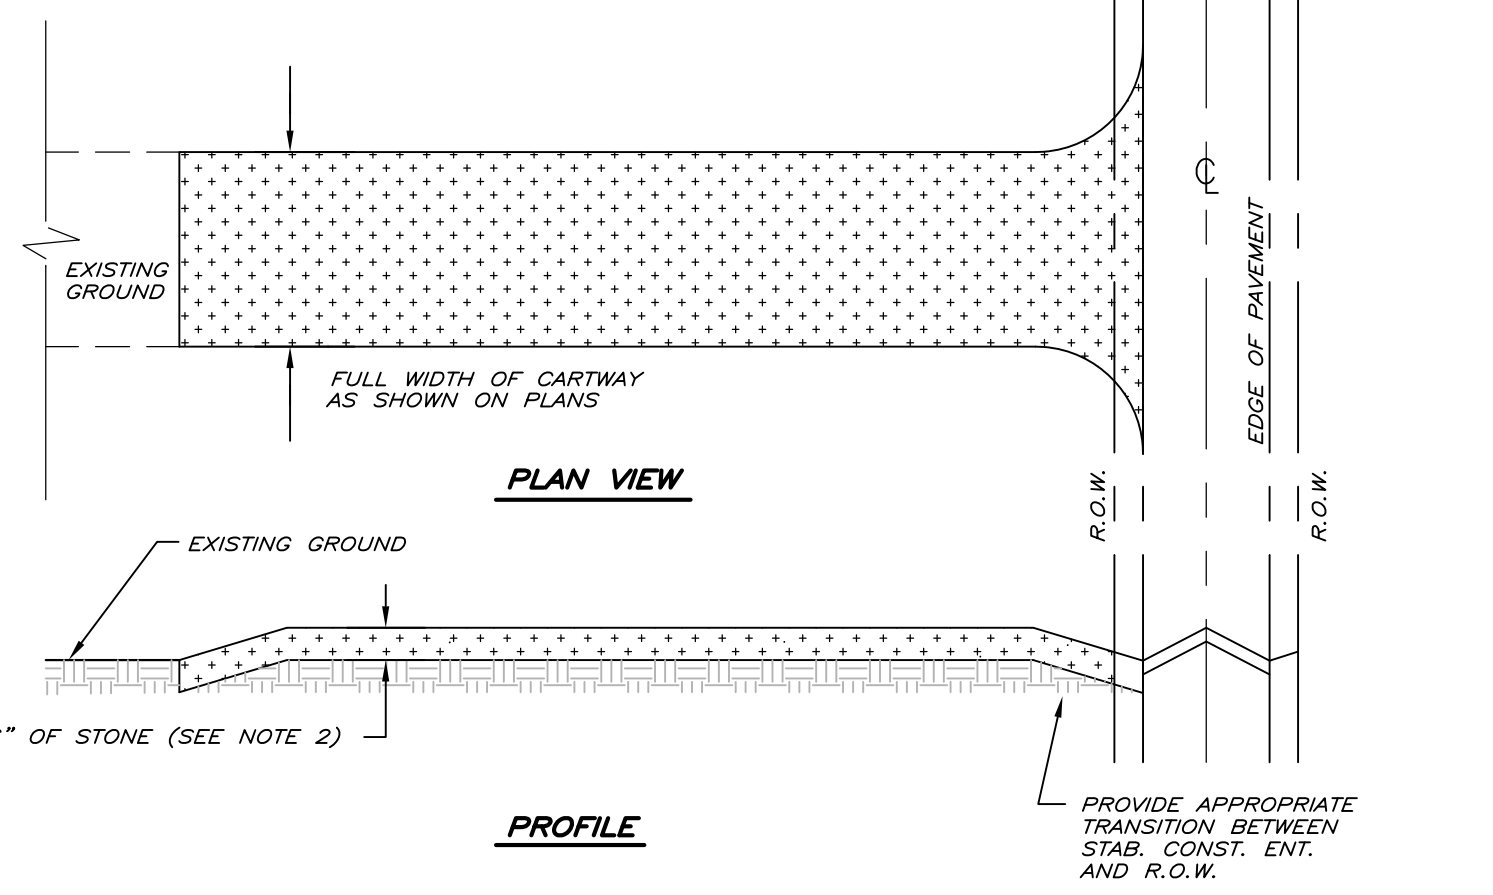 EXISTING
GROUND
FULL WIDTH OF CARTWAY
AS SHOWN ON PLANS
PLAN VIEW
℄
EDGE OF PAVEMENT
R.O.W.
R.O.W.
EXISTING GROUND
” OF STONE (SEE NOTE 2)
PROFILE
PROVIDE APPROPRIATE
TRANSITION BETWEEN
STAB. CONST. ENT.
AND R.O.W.